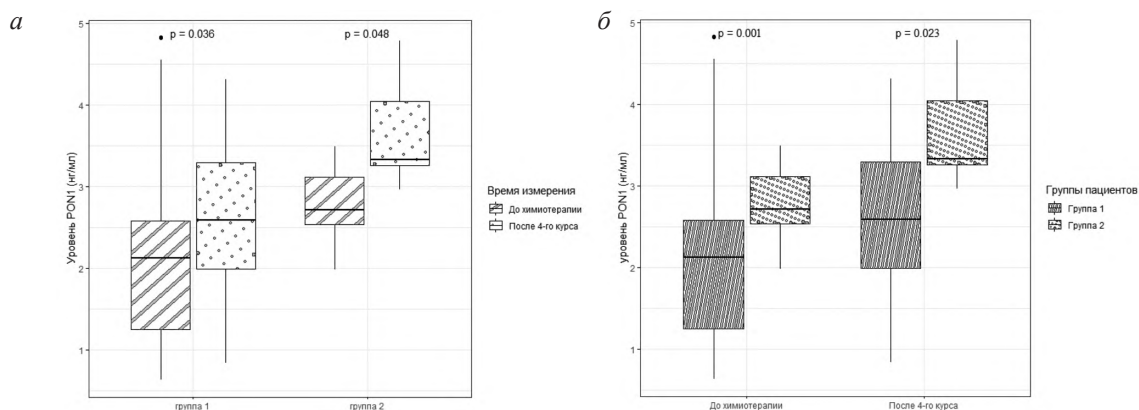 а
5
4
3
2
1
Уровень PON1 (нг/мл)
p = 0.036
p = 0.048
группа 1
группа 2
Время измерения
До химиотерапии
После 4-го курса
б
5
4
3
2
1
уровень PON1 (нг/мл)
p = 0.001
p = 0.023
До химиотерапии
После 4-го курса
Группы пациентов
Группа 1
Группа 2